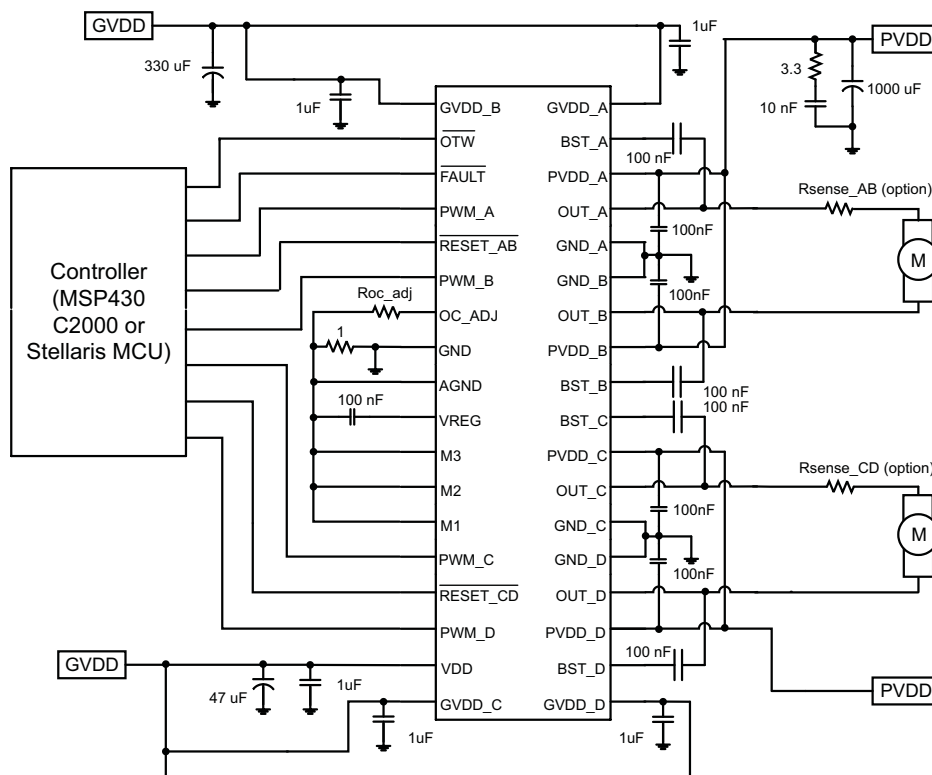 GVDD
330 uF
1uF
1uF
PVDD
3.3
10 nF
1000 uF
Controller
(MSP430
C2000 or
Stellaris MCU)
GVDD_B
OTW
FAULT
PWM_A
RESET_AB
PWM_B
OC_ADJ
GND
AGND
VREG
M3
M2
M1
PWM_C
RESET_CD
PWM_D
VDD
GVDD_C
GVDD_A
BST_A
PVDD_A
OUT_A
GND_A
GND_B
OUT_B
PVDD_B
BST_B
BST_C
PVDD_C
OUT_C
GND_C
GND_D
OUT_D
PVDD_D
BST_D
GVDD_D
Roc_adj
1
100 nF
100 nF
100nF
100nF
100 nF
100 nF
100nF
100nF
100 nF
Rsense_AB (option)
M
Rsense_CD (option)
M
GVDD
47 uF
1uF
1uF
1uF
PVDD